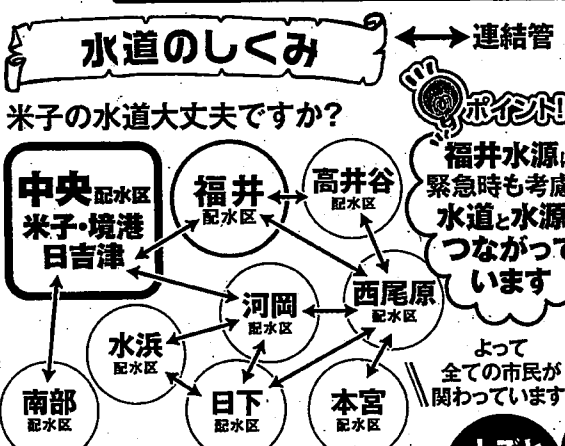 水道のしくみ
連結管
米子の水道大丈夫ですか?
ポイント!
福井水源
緊急時も考慮
水道と水源
つながって
います
中央配水区
米子・境港
日吉津
福井
配水区
高井谷
配水区
河岡
配水区
西尾原
配水区
水浜
配水区
南部
配水区
日下
配水区
本宮
配水区
よって
全ての市民が
関わっています